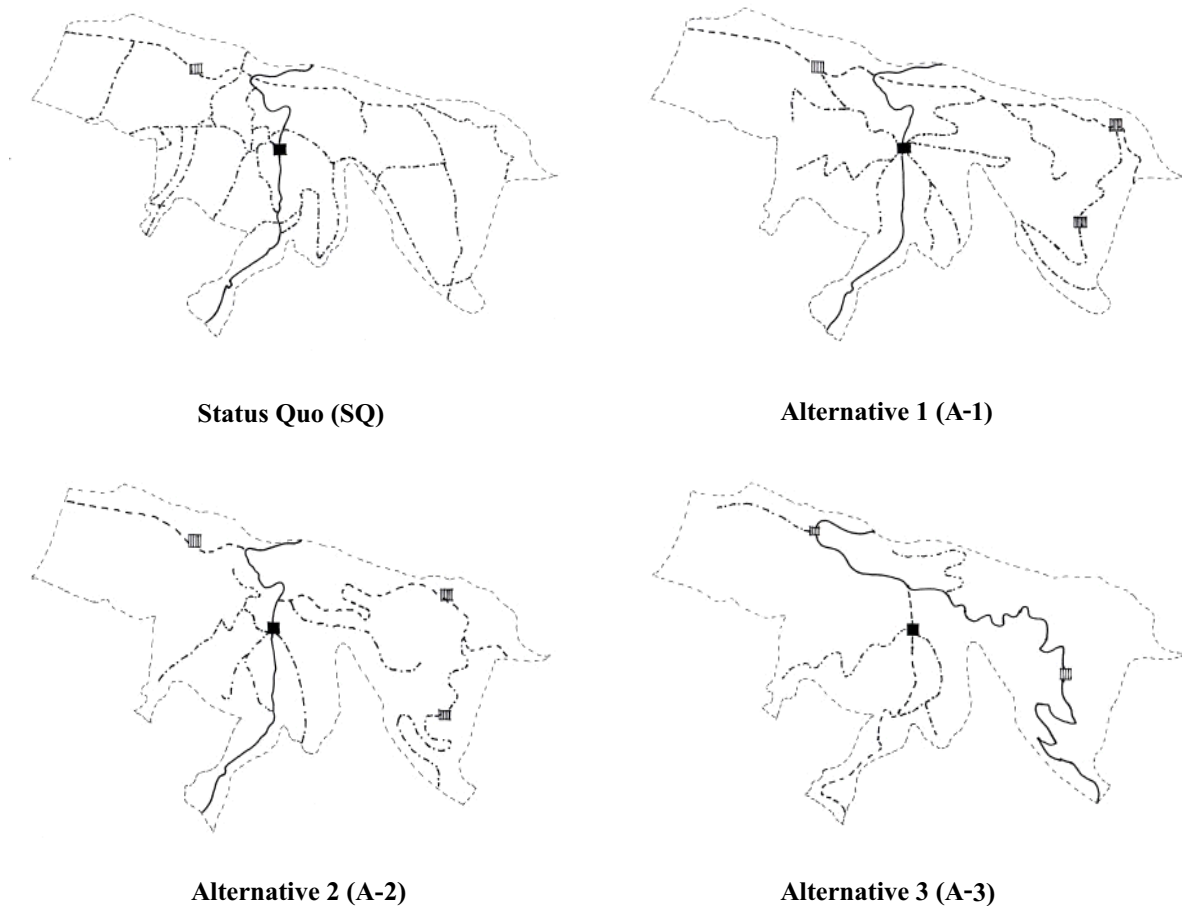 Status Quo (SQ)
Alternative 1 (A-1)
Alternative 2 (A-2)
Alternative 3 (A-3)